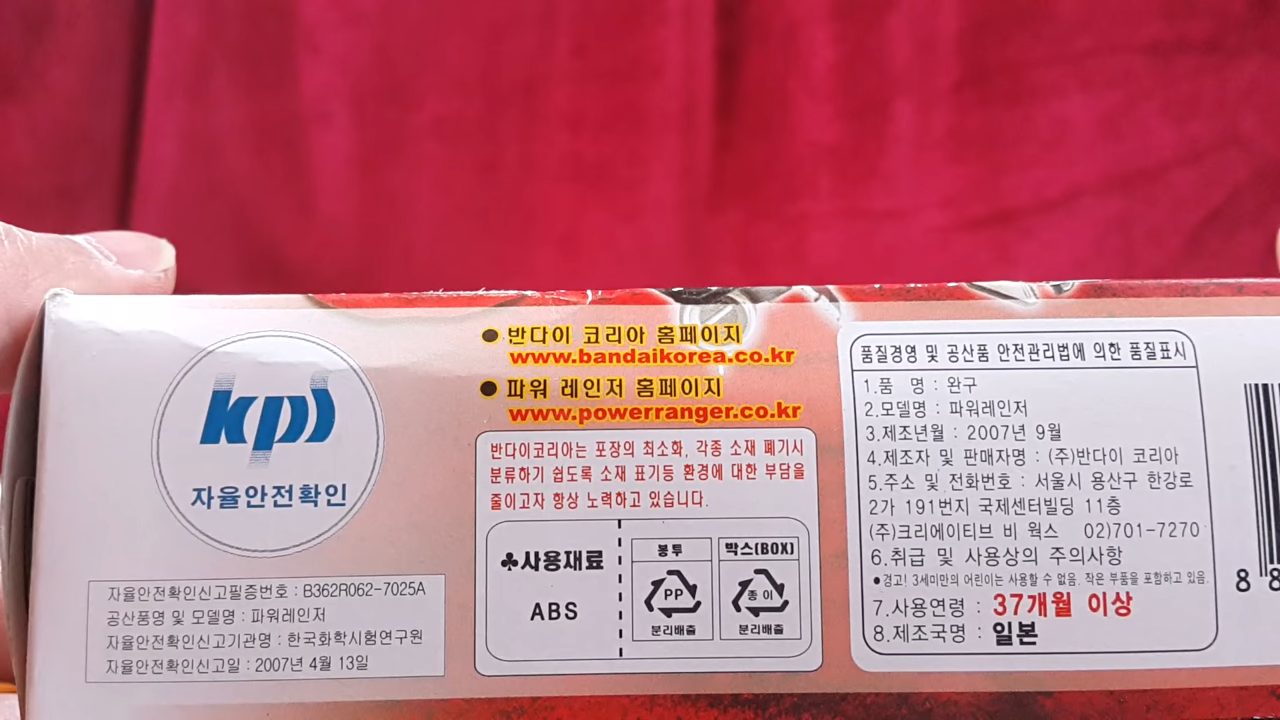 kps
자율안전확인
자율안전확인신고필증번호 : B362R062-7025A
공산품명 및 모델명 : 파워레인저
자율안전확인신고기관명 : 한국화학시험연구원
자율안전확인신고일 : 2007년 4월 13일
● 반다이 코리아 홈페이지
www.bandaikorea.co.kr
● 파워 레인저 홈페이지
www.powerranger.co.kr
반다이코리아는 포장의 최소화, 각종 소재 폐기시
분류하기 쉽도록 소재 표기등 환경에 대한 부담을
줄이고자 항상 노력하고 있습니다.
♣사용재료
ABS
봉투
PP
분리배출
박스(BOX)
종이
분리배출
품질경영 및 공산품 안전관리법에 의한 품질표시
1.품 명 : 완구
2.모델명 : 파워레인저
3.제조년월 : 2007년 9월
4.제조자 및 판매자명 : (주)반다이 코리아
5.주소 및 전화번호 : 서울시 용산구 한강로
2가 191번지 국제센터빌딩 11층
(주)크리에이티브 비 웍스 02)701-7270
6.취급 및 사용상의 주의사항
●경고! 3세미만의 어린이는 사용할 수 없음. 작은 부품을 포함하고 있음.
7.사용연령 : 37개월 이상
8.제조국명 : 일본
8 8